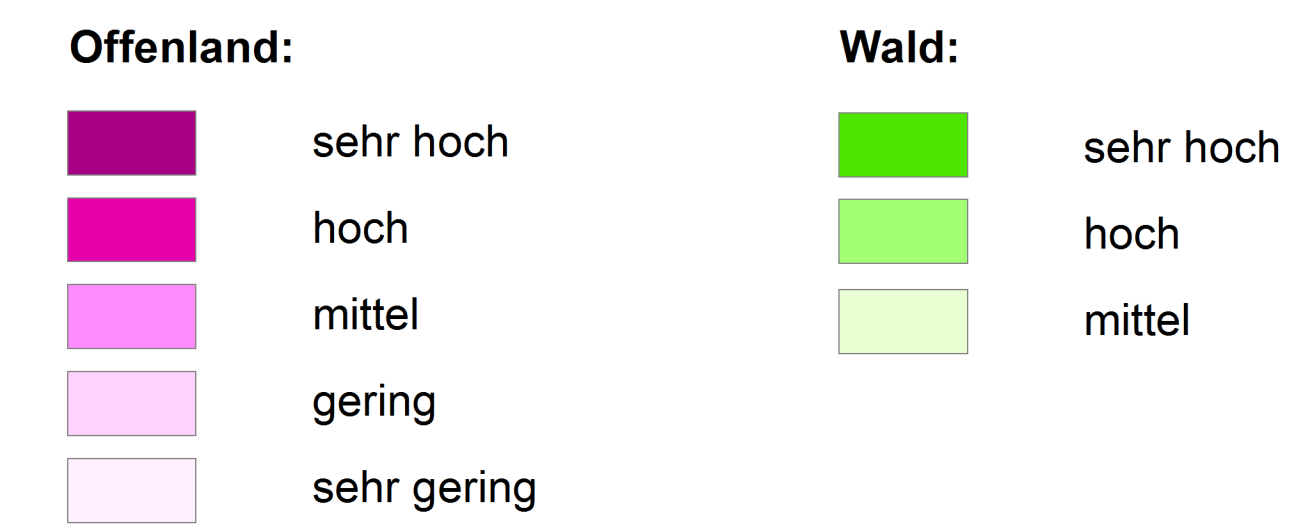 Offenland:
sehr hoch
hoch
mittel
gering
sehr gering
Wald:
sehr hoch
hoch
mittel